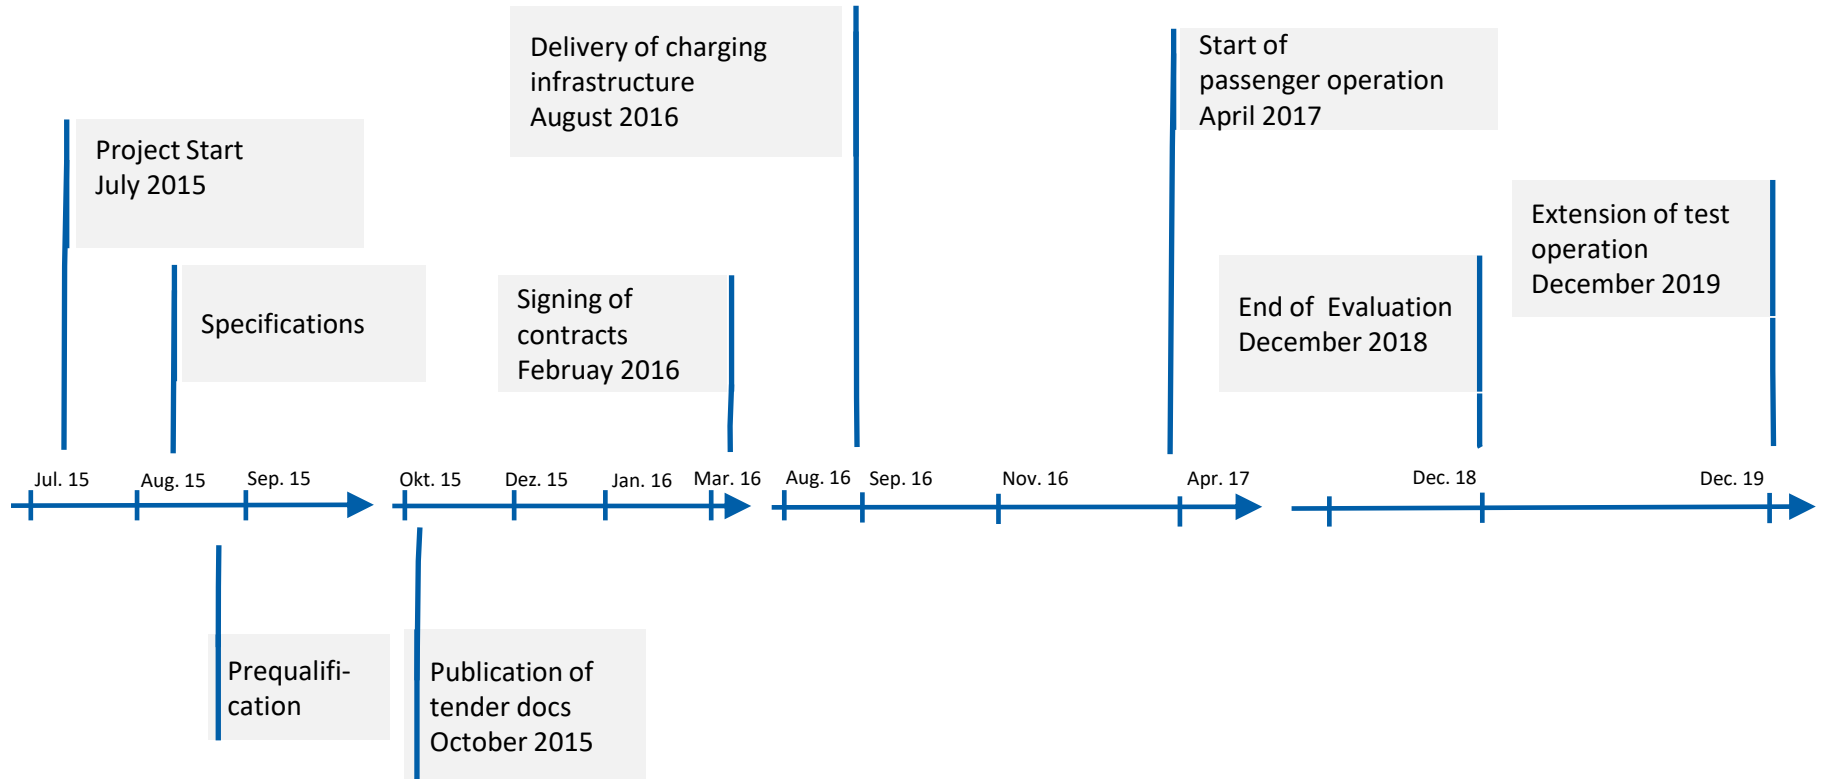 Delivery of charging
infrastructure
August 2016
Start of
passenger operation
April 2017
Project Start
July 2015
Extension of test
operation
December 2019
Specifications
Signing of
contracts
Februay 2016
End of  Evaluation
December 2018
Jul. 15
Aug. 15
Sep. 15
Okt. 15
Dez. 15
Jan. 16
Mar. 16
Aug. 16
Sep. 16
Nov. 16
Apr. 17
Dec. 18
Dec. 19
Prequalifi-
cation
Publication of
tender docs
October 2015